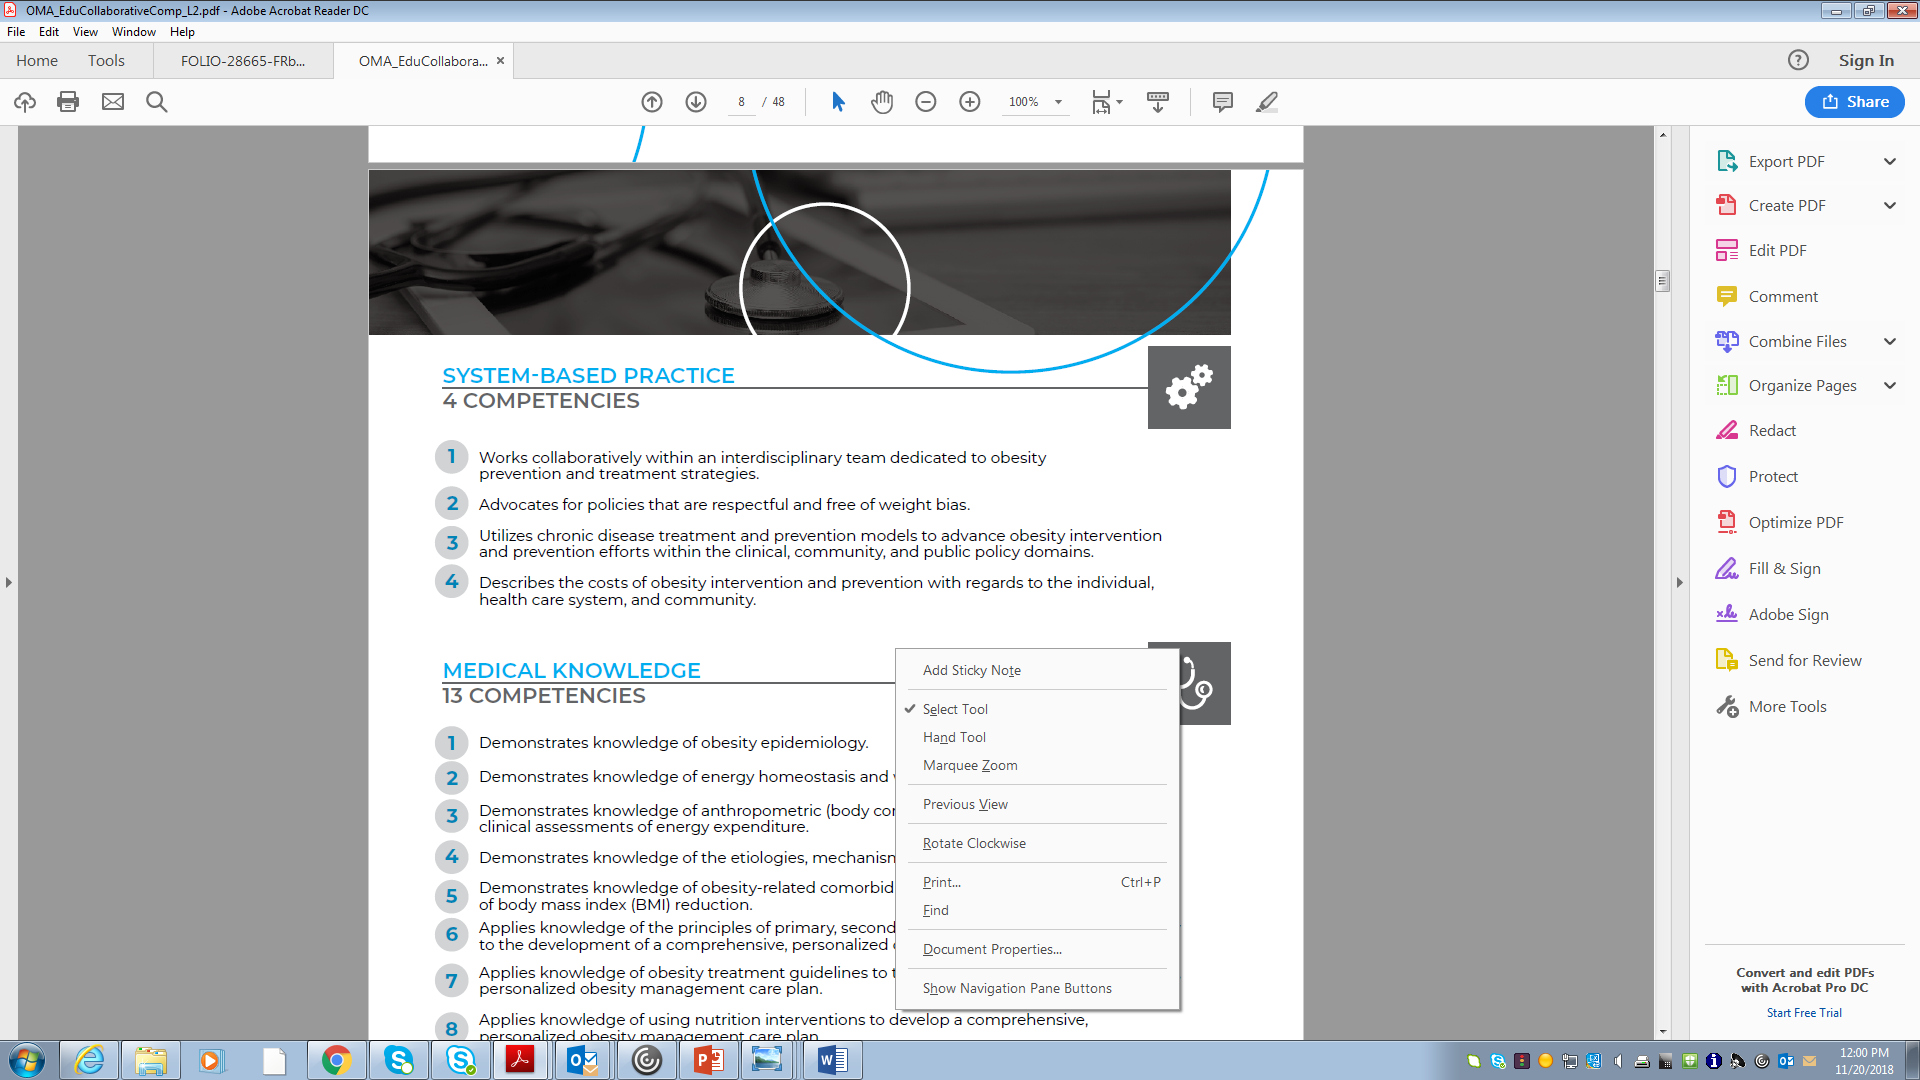 OMA_EduCollaborativeComp_L2.pdf - Adobe Acrobat Reader DC
File Edit View Window Help
Home Tools FOLIO-28665-FRb... OMA_EduCollabora... × Sign In
8 / 48 100% Share
SYSTEM-BASED PRACTICE
4 COMPETENCIES
1 Works collaboratively within an interdisciplinary team dedicated to obesity
prevention and treatment strategies.
2 Advocates for policies that are respectful and free of weight bias.
3 Utilizes chronic disease treatment and prevention models to advance obesity intervention
and prevention efforts within the clinical, community, and public policy domains.
4 Describes the costs of obesity intervention and prevention with regards to the individual,
health care system, and community.
MEDICAL KNOWLEDGE
13 COMPETENCIES
1 Demonstrates knowledge of obesity epidemiology.
2 Demonstrates knowledge of energy homeostasis and
3 Demonstrates knowledge of anthropometric (body
clinical assessments of energy expenditure.
4 Demonstrates knowledge of the etiologies,
5 Demonstrates knowledge of obesity-related
of body mass index (BMI) reduction.
6 Applies knowledge of the principles of primary,
to the development of a comprehensive, personalized
7 Applies knowledge of obesity treatment guidelines to
personalized obesity management care plan.
8 Applies knowledge of using nutrition interventions to develop a comprehensive,
personalized obesity management care plan
Add Sticky Note
Select Tool
Hand Tool
Marquee Zoom
Previous View
Rotate Clockwise
Print... Ctrl+P
Find
Document Properties...
Show Navigation Pane Buttons
Export PDF
Create PDF
Edit PDF
Comment
Combine Files
Organize Pages
Redact
Protect
Optimize PDF
Fill & Sign
Adobe Sign
Send for Review
More Tools
Convert and edit PDFs
with Acrobat Pro DC
Start Free Trial
12:00 PM
11/20/2018